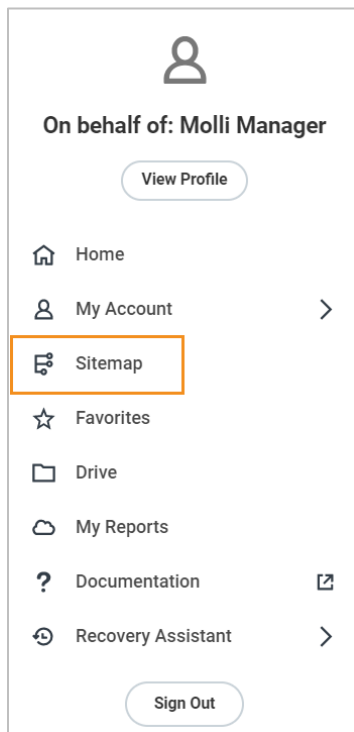 On behalf of: Molli Manager
View Profile
Home
My Account
Sitemap
Favorites
Drive
My Reports
Documentation
Recovery Assistant
Sign Out